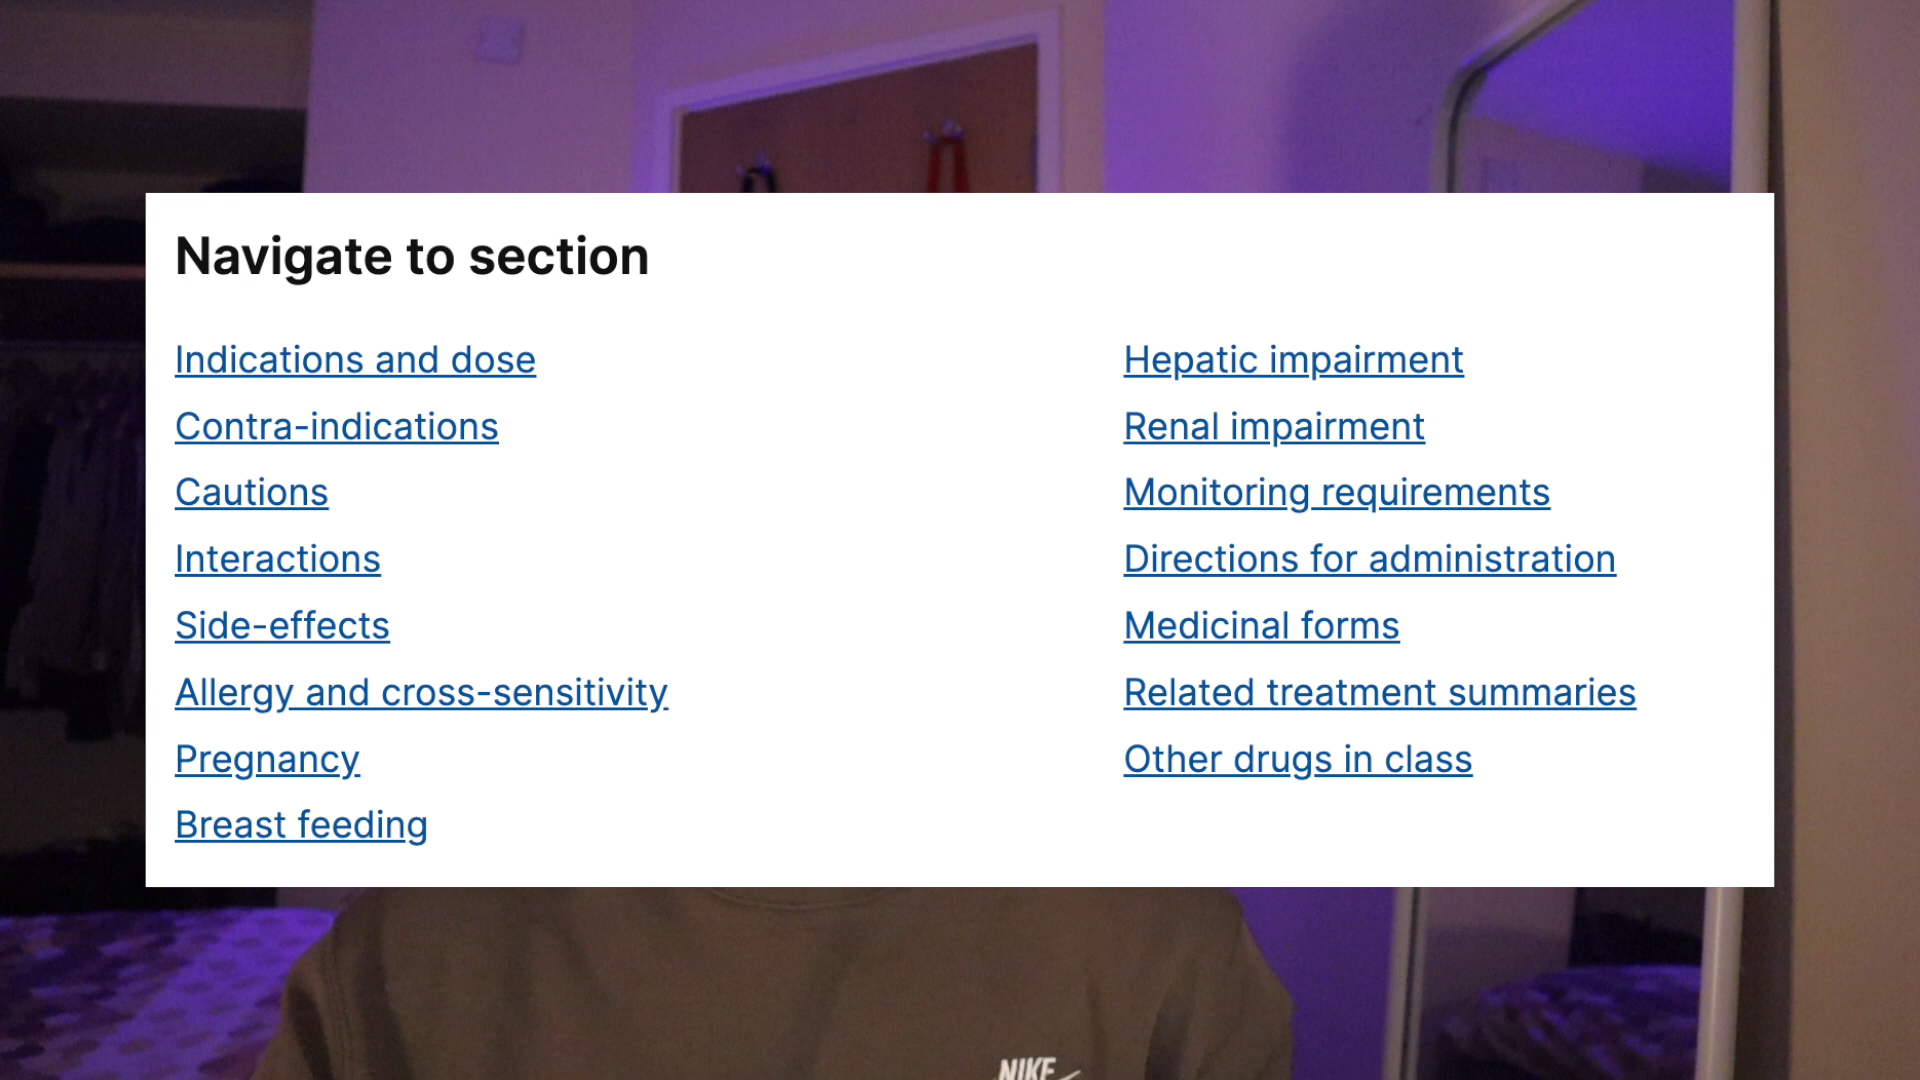 Navigate to section
Indications and dose
Contra-indications
Cautions
Interactions
Side-effects
Allergy and cross-sensitivity
Pregnancy
Breast feeding
Hepatic impairment
Renal impairment
Monitoring requirements
Directions for administration
Medicinal forms
Related treatment summaries
Other drugs in class
NIKE